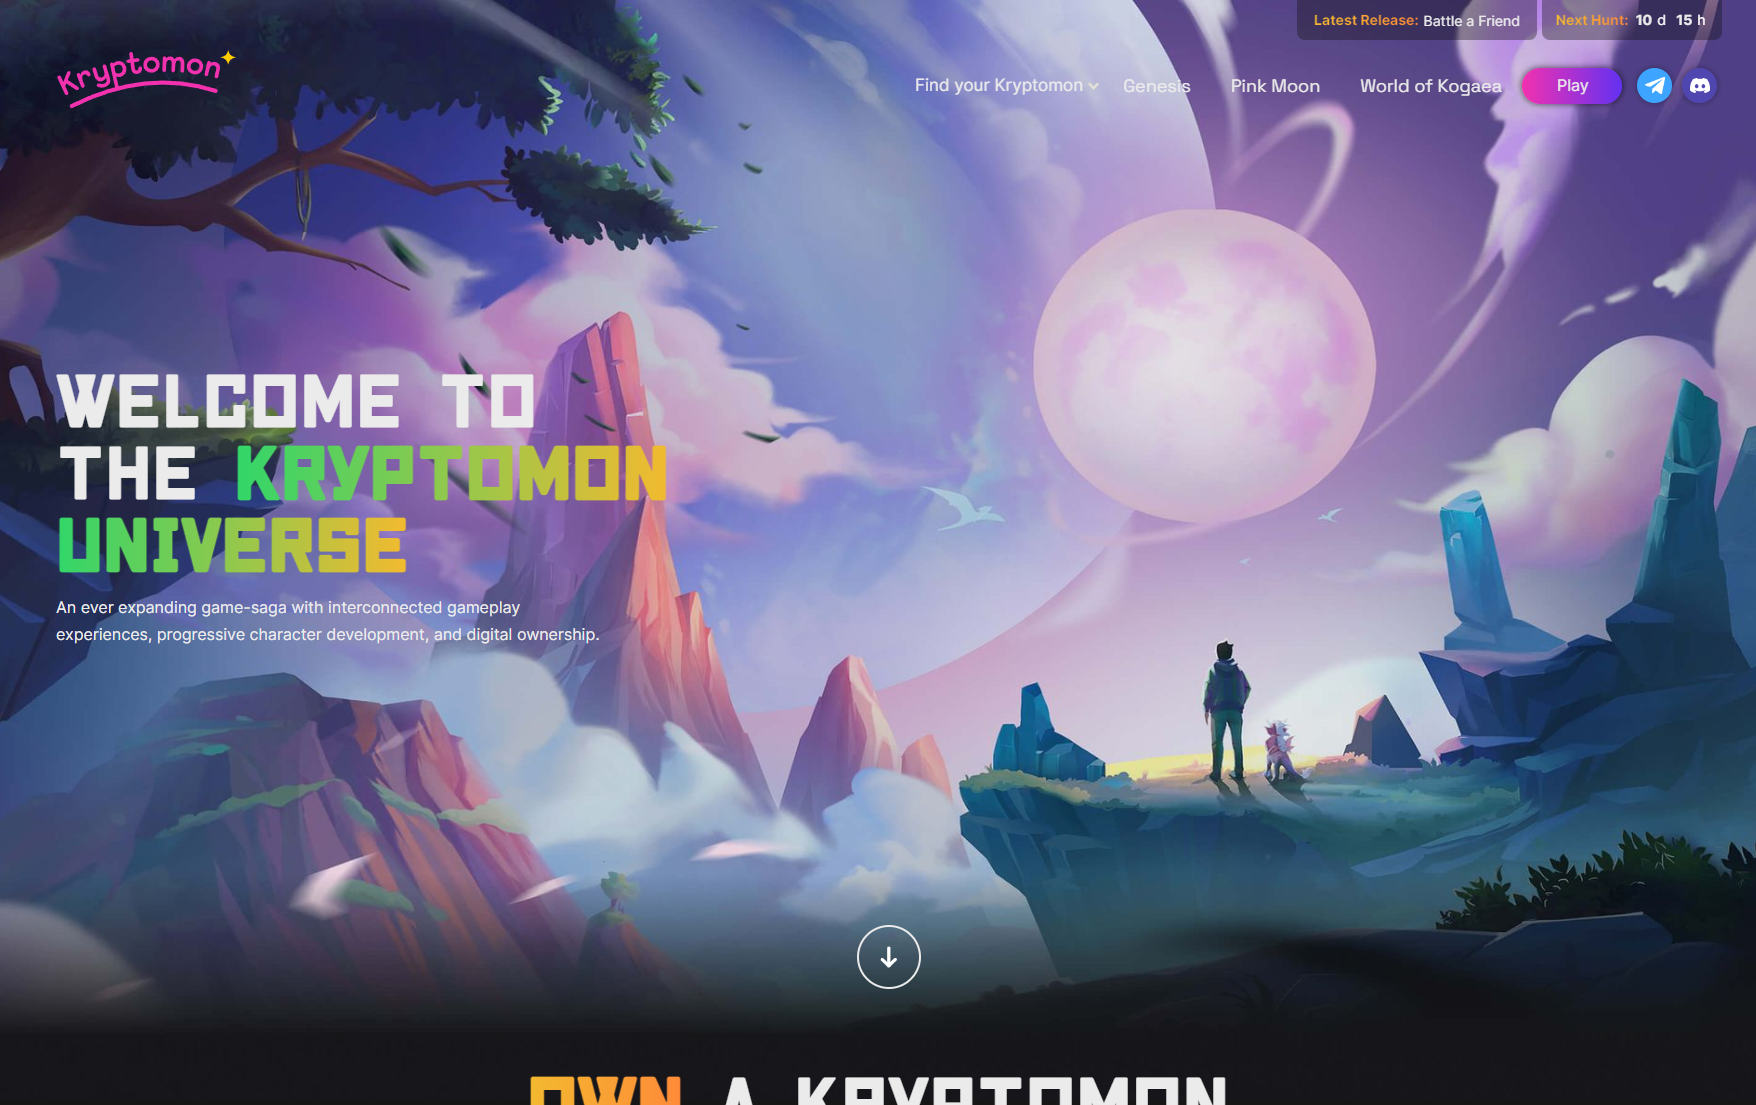 Latest Release: Battle a Friend
Next Hunt: 10 d 15 h
Kryptomon
Find your Kryptomon
Genesis
Pink Moon
World of Kogaea
Play
WELCOME TO
THE KRYPTOMON
UNIVERSE
An ever expanding game-saga with interconnected gameplay
experiences, progressive character development, and digital ownership.
OWN A KRYPTOMON